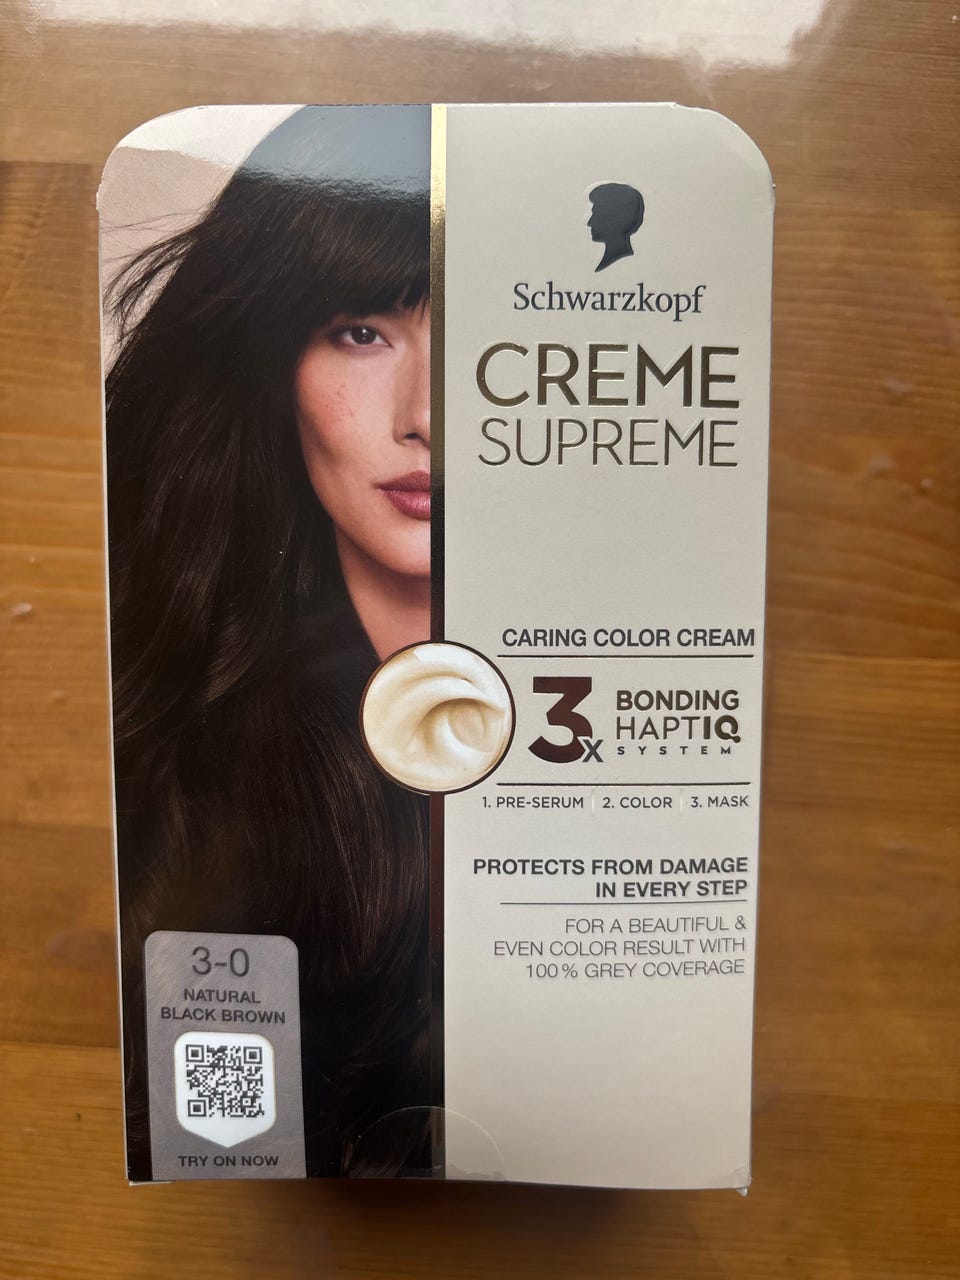 Schwarzkopf
CREME
SUPREME
CARING COLOR CREAM
3x
BONDING
HAPTIQ
SYSTEM
1. PRE-SERUM | 2. COLOR | 3. MASK
PROTECTS FROM DAMAGE
IN EVERY STEP
FOR A BEAUTIFUL &
EVEN COLOR RESULT WITH
100 % GREY COVERAGE
3-0
NATURAL
BLACK BROWN
TRY ON NOW